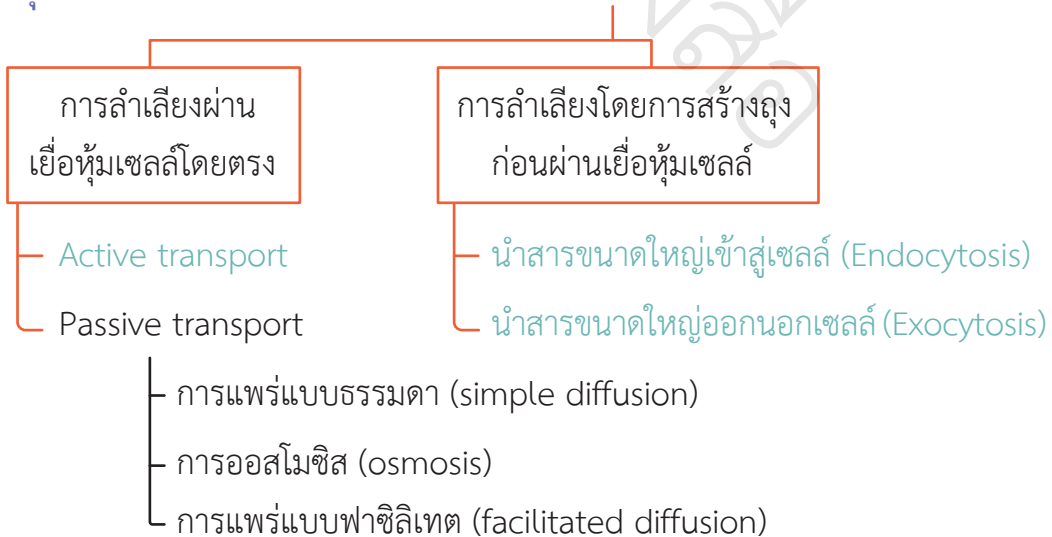 การลำเลียงผ่าน
เยื่อหุ้มเซลล์โดยตรง
การลำเลียงโดยการสร้างถุง
ก่อนผ่านเยื่อหุ้มเซลล์
Active transport
Passive transport
นำสารขนาดใหญ่เข้าสู่เซลล์ (Endocytosis)
นำสารขนาดใหญ่ออกนอกเซลล์ (Exocytosis)
การแพร่แบบธรรมดา (simple diffusion)
การออสโมซิส (osmosis)
การแพร่แบบฟาซิลิเทต (facilitated diffusion)